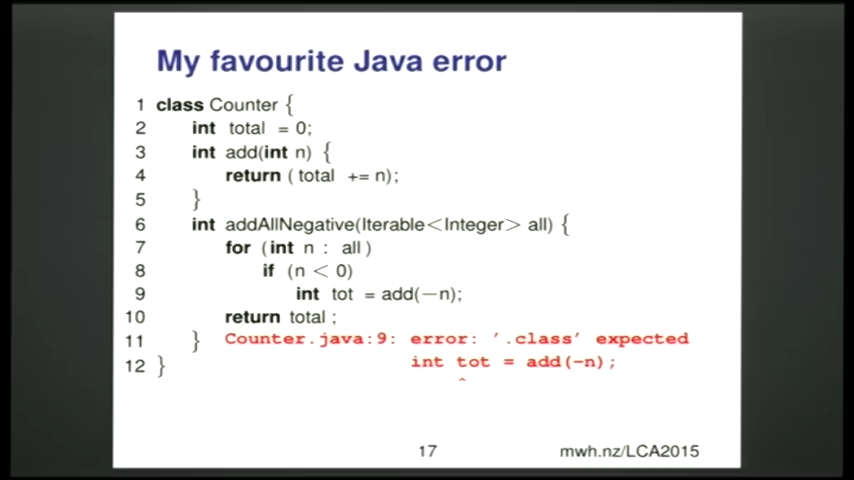 My favourite Java error
1 class Counter {
2 int total = 0;
3 int add(int n) {
4 return ( total += n);
5 }
6 int addAllNegative(Iterable<Integer> all) {
7 for (int n : all )
8 if (n < 0)
9 int tot = add(−n);
10 return total ;
11 } Counter.java:9: error: '.class' expected
int tot = add(-n);
12 } ^
17 mwh.nz/LCA2015